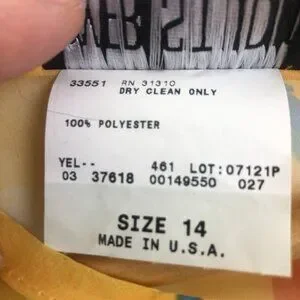 33551 RN 31310
DRY CLEAN ONLY
100% POLYESTER
YEL-- 461 LOT:07121P
03 37618 00149550 027
SIZE 14
MADE IN U.S.A.